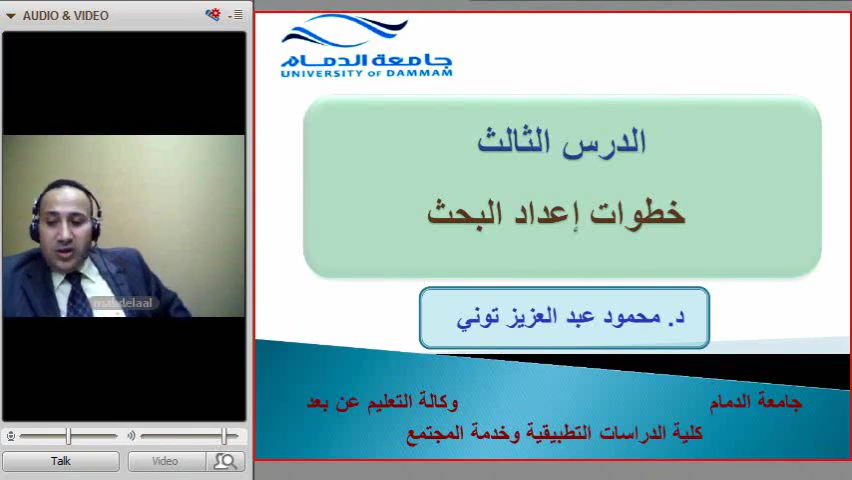 AUDIO & VIDEO
Talk
Video
جامعة الدمام
UNIVERSITY OF DAMMAM
الدرس الثالث
خطوات إعداد البحث
د. محمود عبد العزيز توني
جامعة الدمام وكالة التعليم عن بعد
كلية الدراسات التطبيقية وخدمة المجتمع